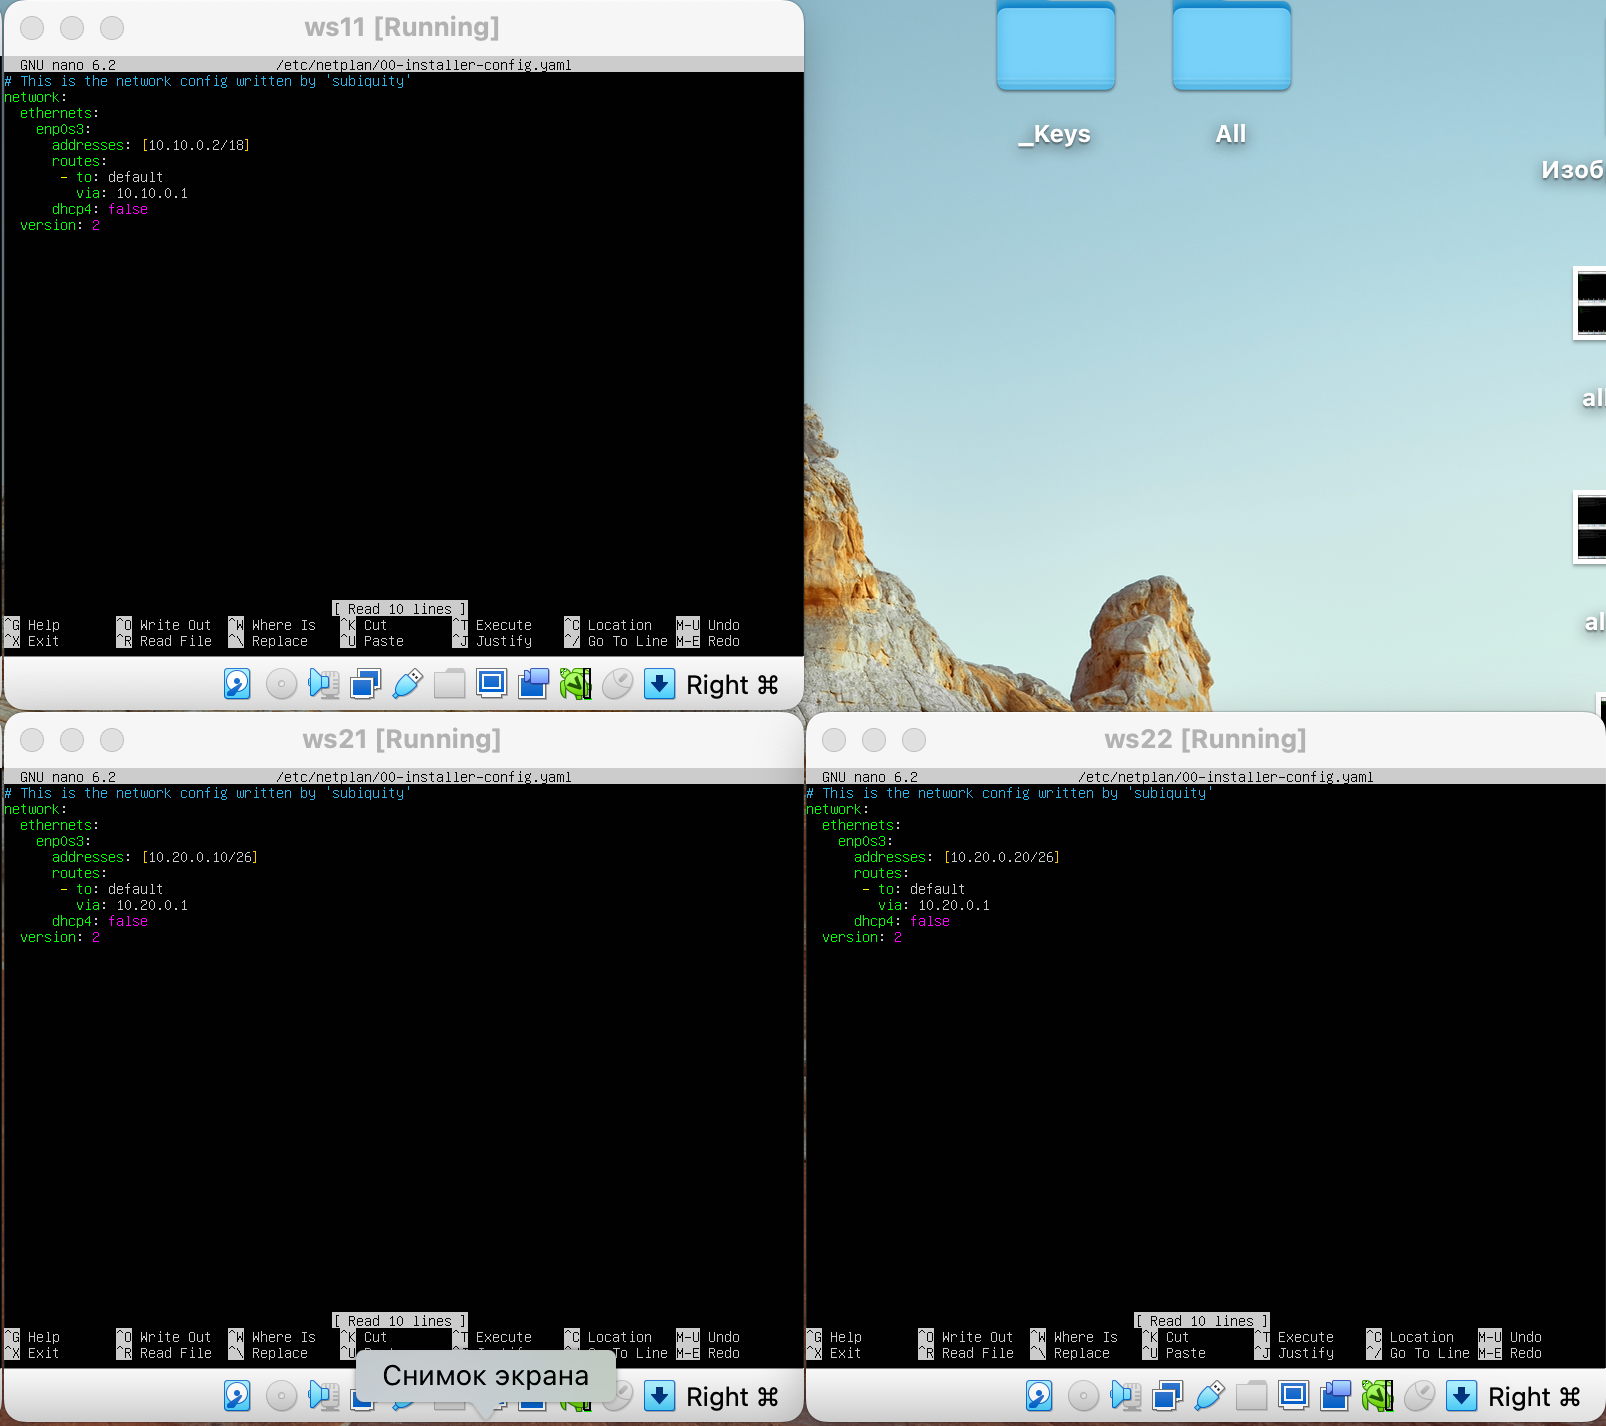 ws11 [Running]
GNU nano 6.2 /etc/netplan/00-installer-config.yaml
# This is the network config written by 'subiquity'
network:
  ethernets:
    enp0s3:
      addresses: [10.10.0.2/18]
      routes:
       - to: default
         via: 10.10.0.1
      dhcp4: false
  version: 2
[ Read 10 lines ]
^G Help ^O Write Out ^W Where Is ^K Cut ^T Execute ^C Location M-U Undo
^X Exit ^R Read File ^\ Replace ^U Paste ^J Justify ^/ Go To Line M-E Redo
Right ⌘
_Keys
All
Изоб
al
al
ws21 [Running]
GNU nano 6.2 /etc/netplan/00-installer-config.yaml
# This is the network config written by 'subiquity'
network:
  ethernets:
    enp0s3:
      addresses: [10.20.0.10/26]
      routes:
       - to: default
         via: 10.20.0.1
      dhcp4: false
  version: 2
[ Read 10 lines ]
^G Help ^O Write Out ^W Where Is ^K Cut ^T Execute ^C Location M-U Undo
^X Exit ^R Read File ^\ Replace ^U Go To Line M-E Redo
Снимок экрана
Right ⌘
ws22 [Running]
GNU nano 6.2 /etc/netplan/00-installer-config.yaml
# This is the network config written by 'subiquity'
network:
  ethernets:
    enp0s3:
      addresses: [10.20.0.20/26]
      routes:
       - to: default
         via: 10.20.0.1
      dhcp4: false
  version: 2
[ Read 10 lines ]
^G Help ^O Write Out ^W Where Is ^K Cut ^T Execute ^C Location M-U Undo
^X Exit ^R Read File ^\ Replace ^U Paste ^J Justify ^/ Go To Line M-E Redo
Right ⌘